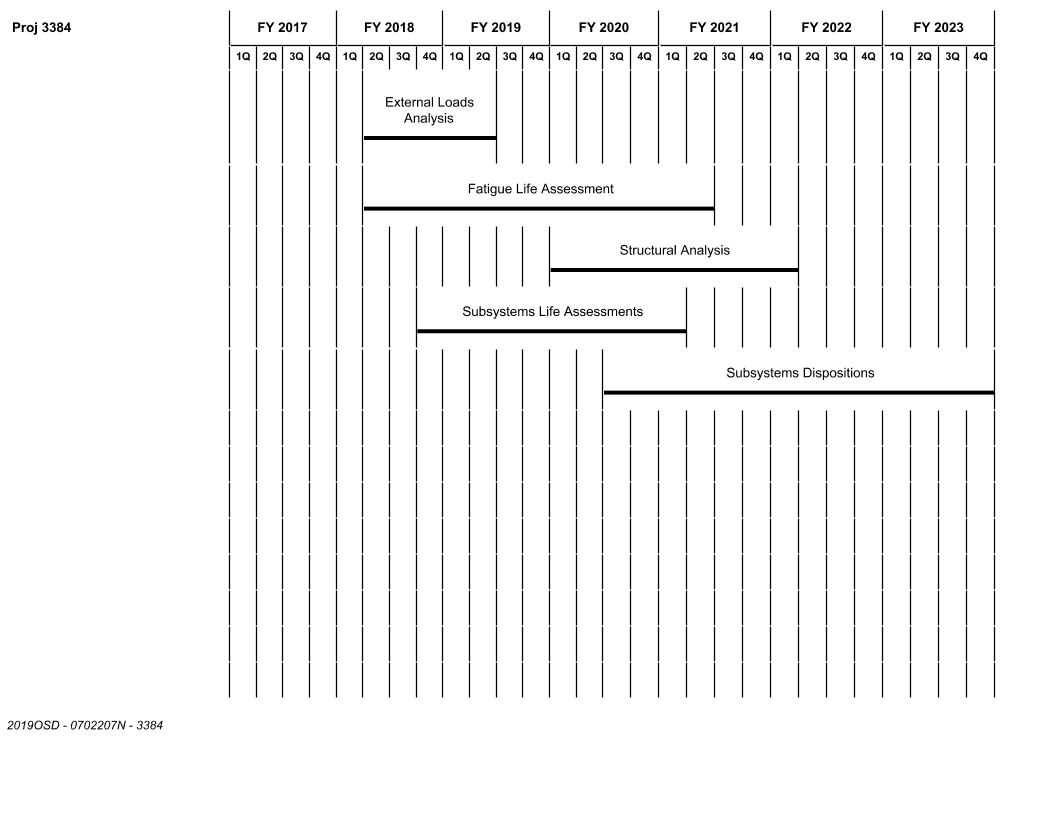 Proj 3384
FY 2017 FY 2018 FY 2019 FY 2020 FY 2021 FY 2022 FY 2023
1Q 2Q 3Q 4Q 1Q 2Q 3Q 4Q 1Q 2Q 3Q 4Q 1Q 2Q 3Q 4Q 1Q 2Q 3Q 4Q 1Q 2Q 3Q 4Q 1Q 2Q 3Q 4Q
External Loads
Analysis
Fatigue Life Assessment
Structural Analysis
Subsystems Life Assessments
Subsystems Dispositions
2019OSD - 0702207N - 3384